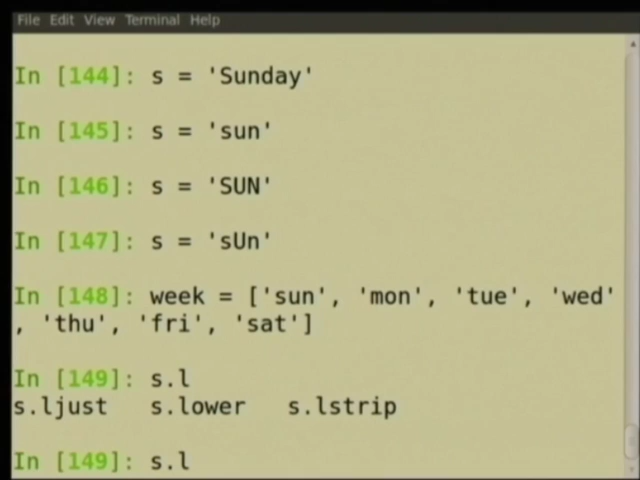 File Edit View Terminal Help
In [144]: s = 'Sunday'
In [145]: s = 'sun'
In [146]: s = 'SUN'
In [147]: s = 'sUn'
In [148]: week = ['sun', 'mon', 'tue', 'wed'
, 'thu', 'fri', 'sat']
In [149]: s.l
s.ljust s.lower s.lstrip
In [149]: s.l